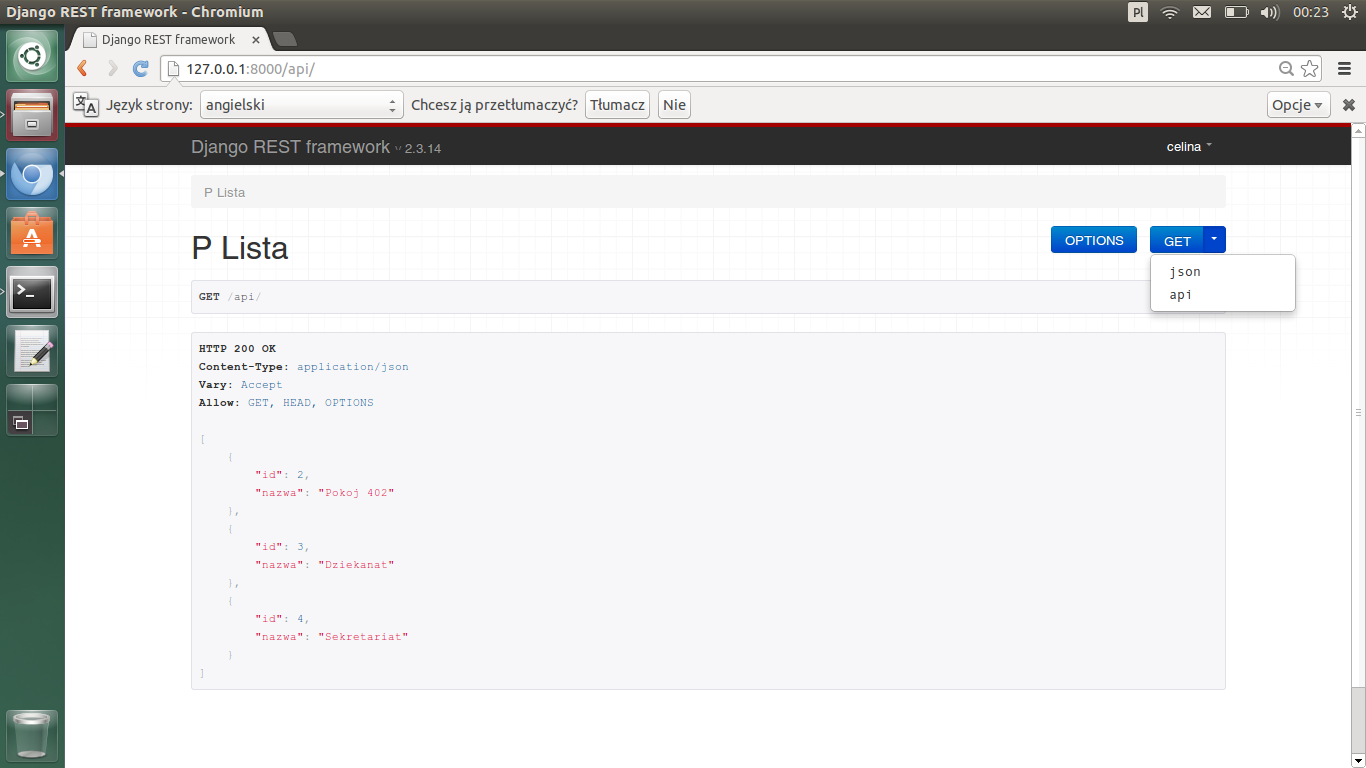 Django REST framework - Chromium
Pl
00:23
Django REST framework
127.0.0.1:8000/api/
Język strony: angielski Chcesz ją przetłumaczyć? Tłumacz Nie Opcje
Django REST framework v 2.3.14
celina
P Lista
P Lista
OPTIONS
GET
json
api
GET /api/
HTTP 200 OK
Content-Type: application/json
Vary: Accept
Allow: GET, HEAD, OPTIONS
[
    {
        "id": 2,
        "nazwa": "Pokoj 402"
    },
    {
        "id": 3,
        "nazwa": "Dziekanat"
    },
    {
        "id": 4,
        "nazwa": "Sekretariat"
    }
]